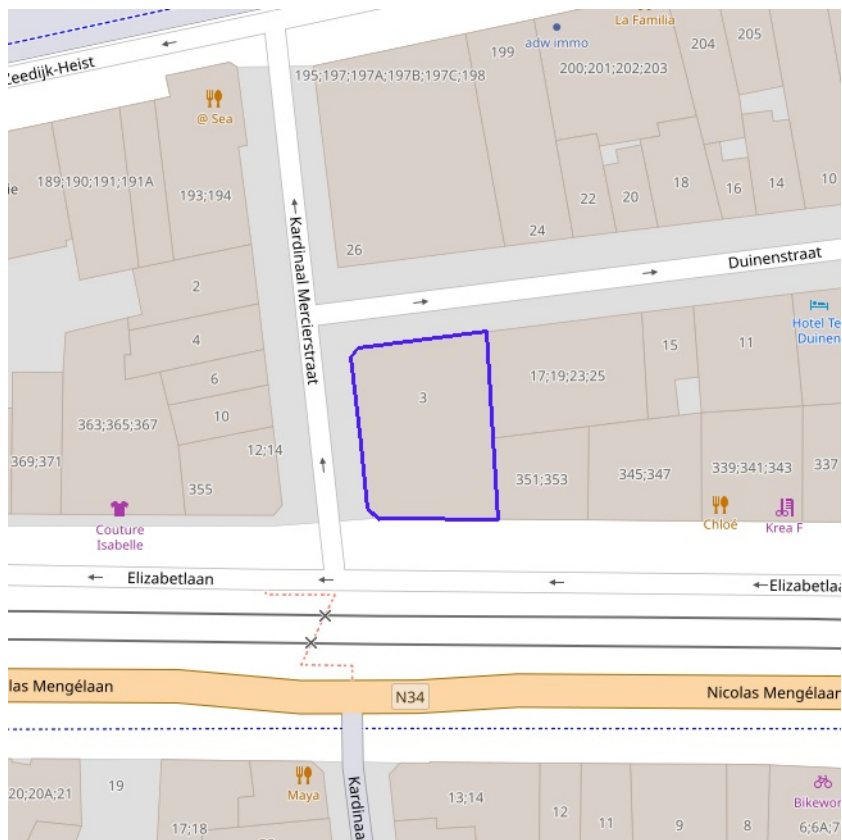 La Familia
adw immo
199
204
205
Zeedijk-Heist
195;197;197A;197B;197C;198
200;201;202;203
@ Sea
189;190;191;191A
193;194
22
20
18
16
14
10
26
24
Kardinaal Mercierstraat
Duinenstraat
2
4
6
10
12;14
363;365;367
369;371
355
3
17;19;23;25
15
11
Hotel Te
Duinen
351;353
345;347
339;341;343
337
Couture
Isabelle
Chloé
Krea F
Elizabetlaan
Elizabetlaa
las Mengélaan
N34
Nicolas Mengélaan
20;20A;21
19
17;18
Maya
Kardinaa
13;14
12
11
9
8
Bikewor
6;6A;7